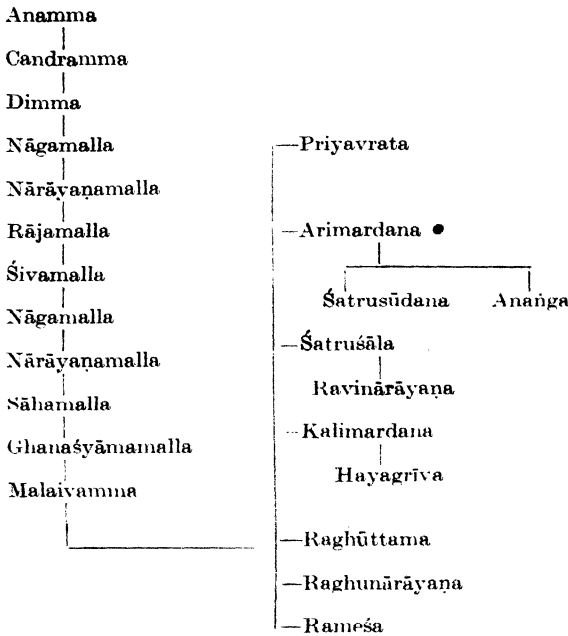 Anamma
Candramma
Dimma
Nāgamalla
Nārāyaṇamalla
Rājamalla
Śivamalla
Nāgamalla
Nārāyaṇamalla
Sāhamalla
Ghanaśyāmamalla
Malaivamma
Priyavrata
Arimardana
Śatrusūdana Anaṅga
Śatruśāla
Ravinārāyaṇa
Kalimardana
Hayagrīva
Raghūttama
Raghunārāyaṇa
Rameśa